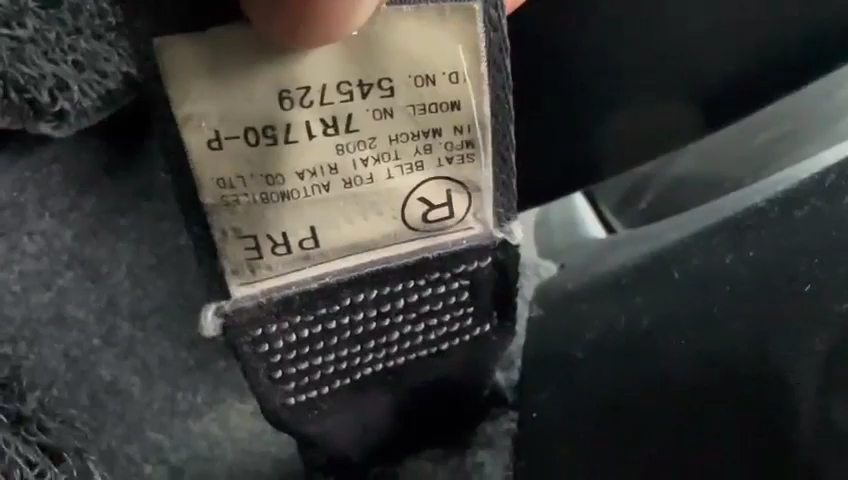 PRE
R
SEAT BELT FOR AUTOMOBILES
MFD. BY TOKAI RIKA CO., LTD.
IN MARCH 2008
MODEL NO. 7R1750-P
ID. NO. 545729